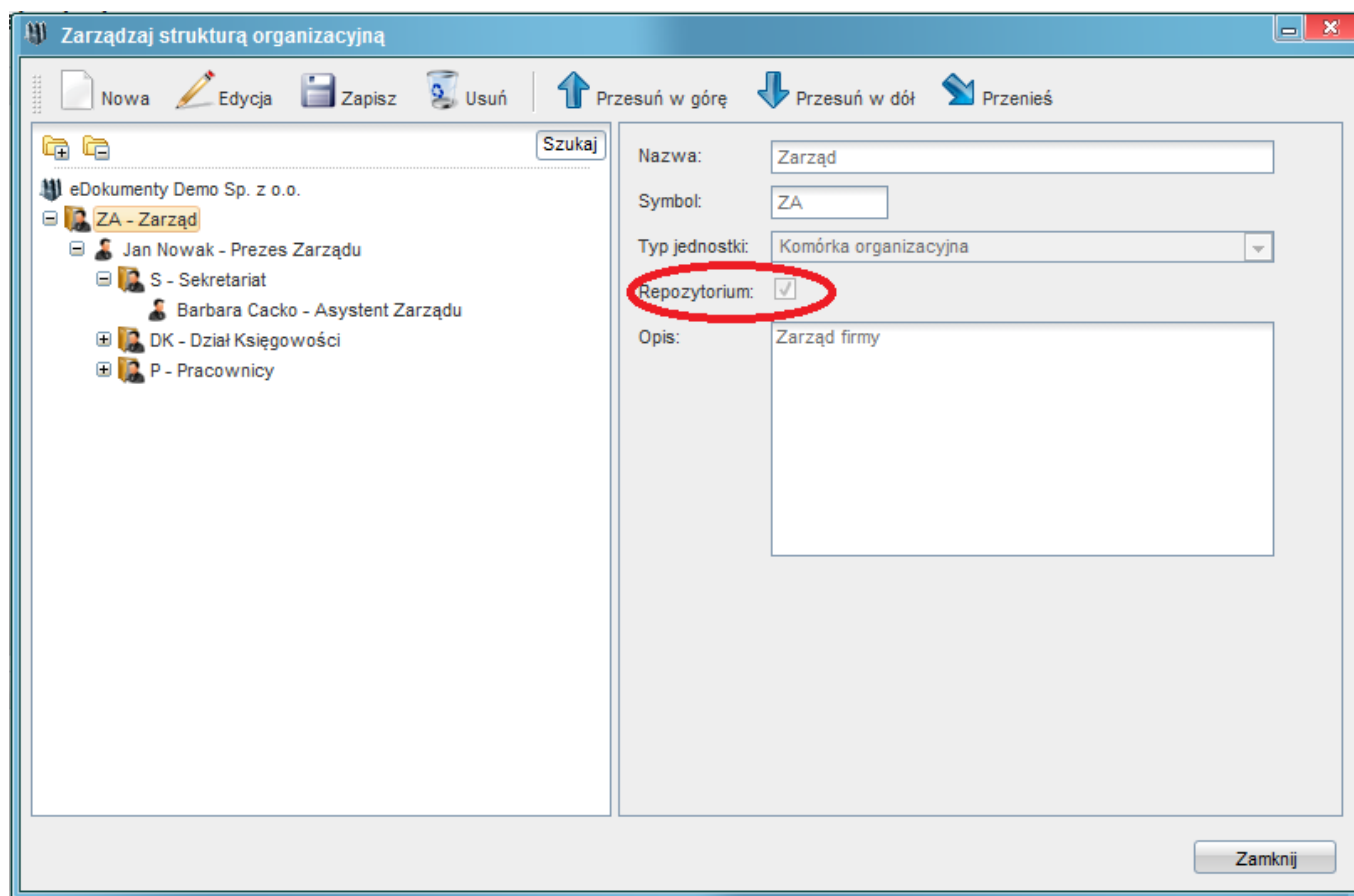 Zarządzaj strukturą organizacyjną
Nowa Edycja Zapisz Usuń Przesuń w górę Przesuń w dół Przenieś
Szukaj
eDokumenty Demo Sp. z o.o.
ZA - Zarząd
Jan Nowak - Prezes Zarządu
S - Sekretariat
Barbara Cacko - Asystent Zarządu
DK - Dział Księgowości
P - Pracownicy
Nazwa: Zarząd
Symbol: ZA
Typ jednostki: Komórka organizacyjna
Repozytorium:
Opis: Zarząd firmy
Zamknij